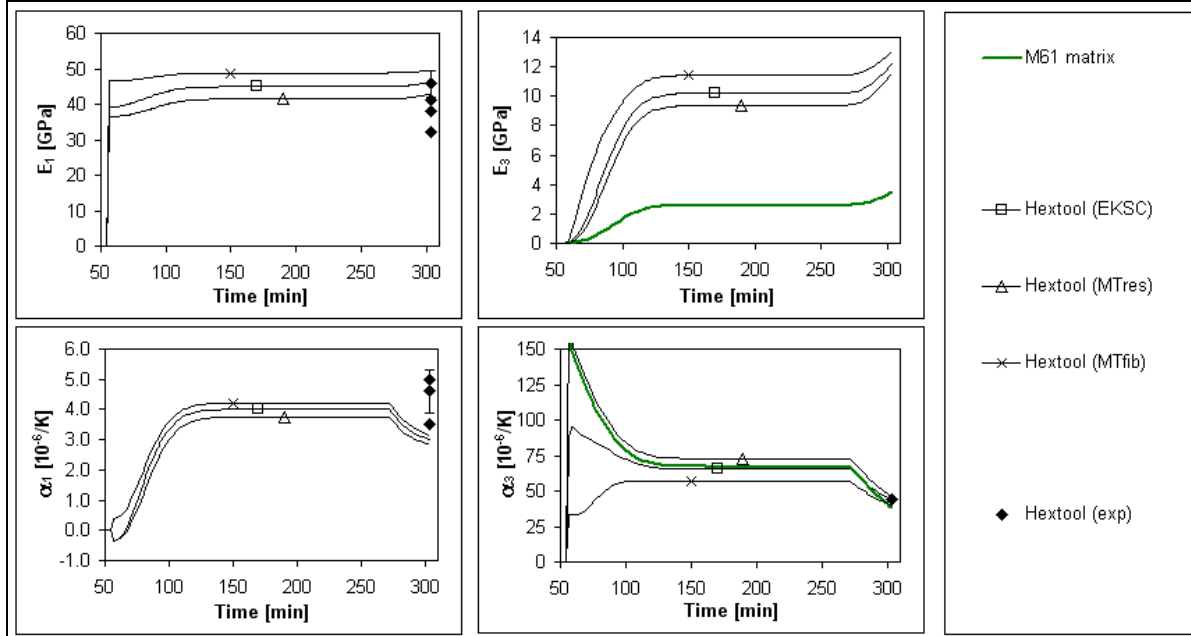 60
50
40
30
20
10
0
E1 [GPa]
50 100 150 200 250 300
Time [min]
14
12
10
8
6
4
2
0
E3 [GPa]
50 100 150 200 250 300
Time [min]
6.0
5.0
4.0
3.0
2.0
1.0
0.0
-1.0
α1 [10⁻⁶/K]
50 100 150 200 250 300
Time [min]
150
125
100
75
50
25
0
α3 [10⁻⁶/K]
50 100 150 200 250 300
Time [min]
M61 matrix
Hextool (EKSC)
Hextool (MTres)
Hextool (MTfib)
Hextool (exp)